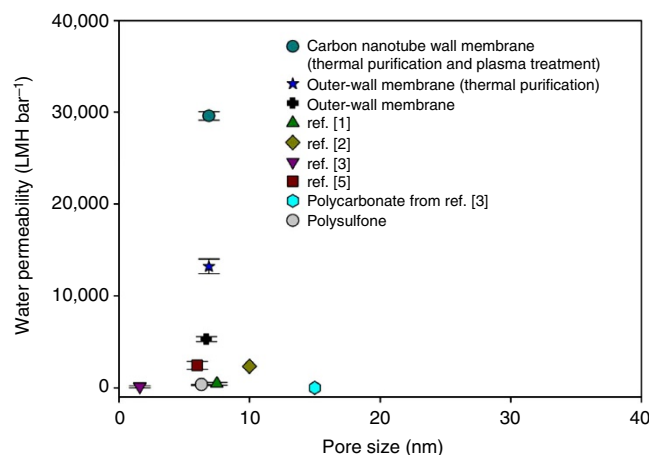 40,000
30,000
20,000
10,000
0
Water permeability (LMH bar⁻¹)
Carbon nanotube wall membrane
(thermal purification and plasma treatment)
Outer-wall membrane (thermal purification)
Outer-wall membrane
ref. [1]
ref. [2]
ref. [3]
ref. [5]
Polycarbonate from ref. [3]
Polysulfone
0 10 20 30 40
Pore size (nm)